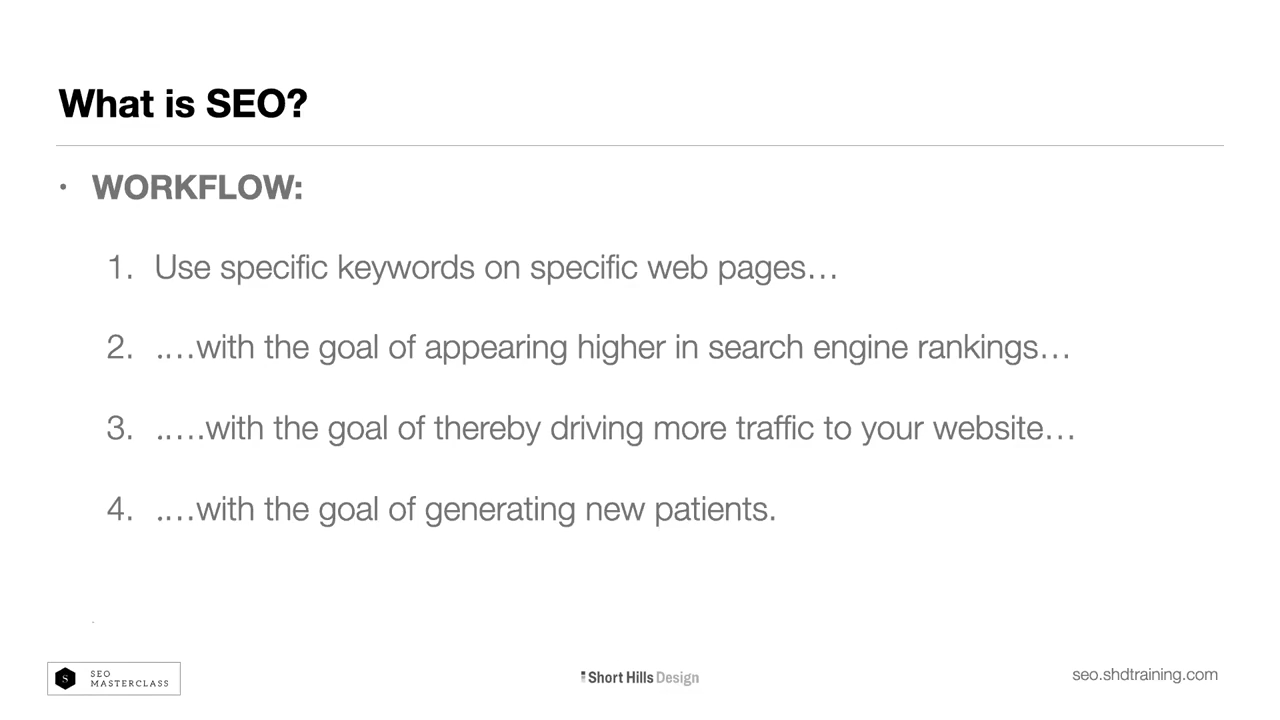 What is SEO?
• WORKFLOW:
1. Use specific keywords on specific web pages…
2. .…with the goal of appearing higher in search engine rankings…
3. .….with the goal of thereby driving more traffic to your website…
4. .…with the goal of generating new patients.
S SEO
MASTERCLASS
Short Hills Design
seo.shdtraining.com